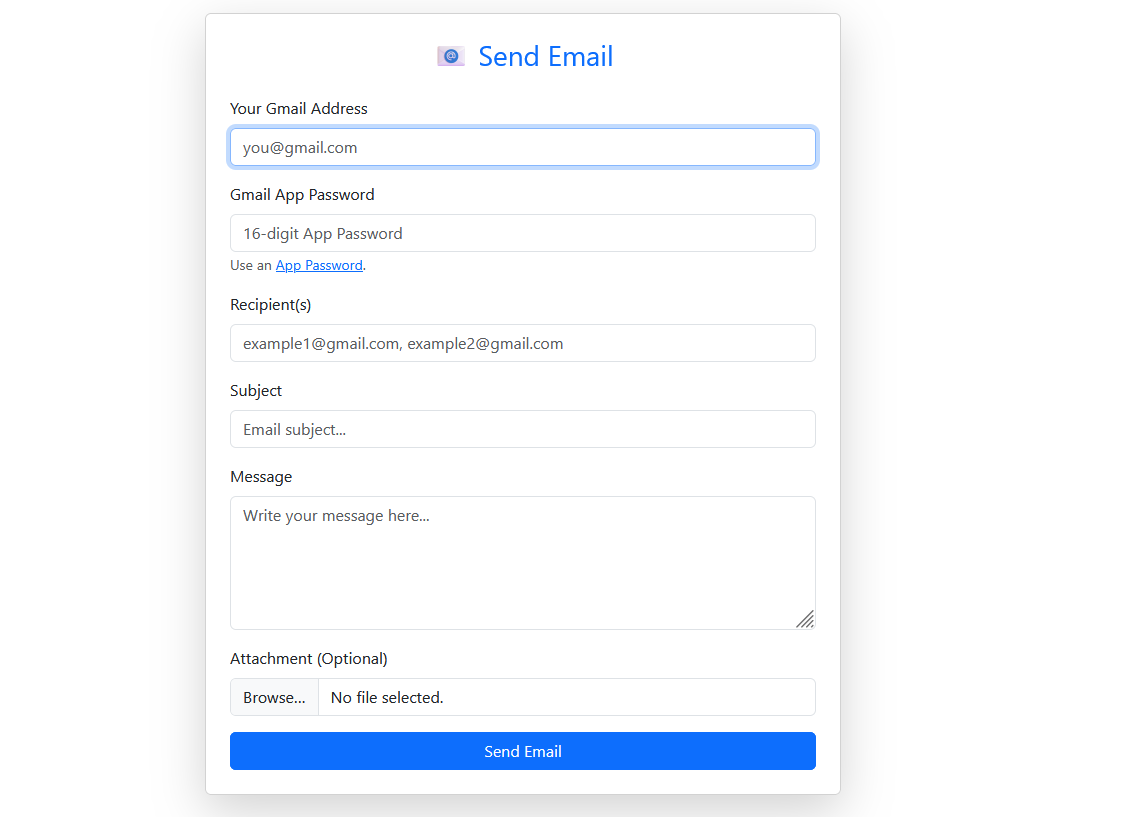 Send Email
Your Gmail Address
you@gmail.com
Gmail App Password
16-digit App Password
Use an App Password.
Recipient(s)
example1@gmail.com, example2@gmail.com
Subject
Email subject...
Message
Write your message here...
Attachment (Optional)
Browse... No file selected.
Send Email